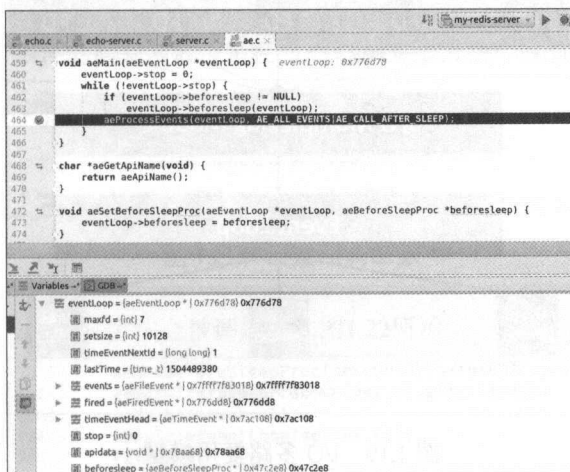 my-redis-server
echo.c echo-server.c server.c ae.c
458
459 void aeMain(aeEventLoop *eventLoop) { eventLoop: 0x776d78
460 eventLoop->stop = 0;
461 while (!eventLoop->stop) {
462 if (eventLoop->beforesleep != NULL)
463 eventLoop->beforesleep(eventLoop);
464 aeProcessEvents(eventLoop, AE_ALL_EVENTS|AE_CALL_AFTER_SLEEP);
465 }
466 }
467
468 char *aeGetApiName(void) {
469 return aeApiName();
470 }
471
472 void aeSetBeforeSleepProc(aeEventLoop *eventLoop, aeBeforeSleepProc *beforesleep) {
473 eventLoop->beforesleep = beforesleep;
474 }
Variables GDB
eventLoop = {aeEventLoop * | 0x776d78} 0x776d78
maxfd = {int} 7
setsize = {int} 10128
timeEventNextId = {long long} 1
lastTime = {time_t} 1504489380
events = {aeFileEvent * | 0x7ffff7f83018} 0x7ffff7f83018
fired = {aeFiredEvent * | 0x776dd8} 0x776dd8
timeEventHead = {aeTimeEvent * | 0x7ac108} 0x7ac108
stop = {int} 0
apidata = {void * | 0x78aa68} 0x78aa68
beforesleep = {aeBeforeSleepProc * | 0x47c2e8} 0x47c2e8